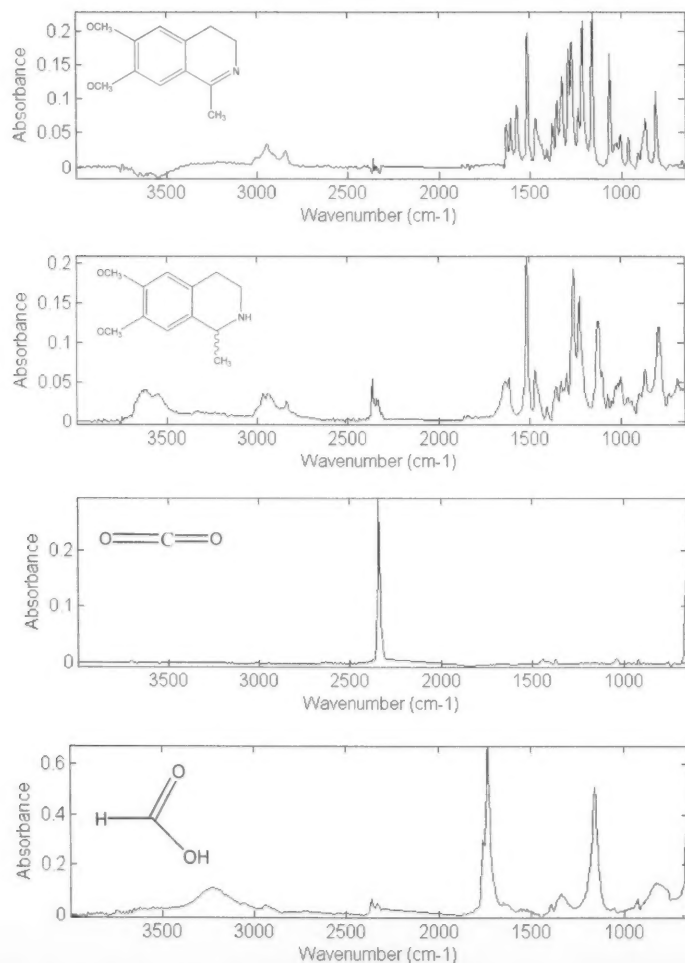 Absorbance
0.2
0.15
0.1
0.05
0
OCH₃
OCH₃
N
CH₃
3500 3000 2500 2000 1500 1000
Wavenumber (cm-1)
Absorbance
0.2
0.15
0.1
0.05
0
OCH₃
OCH₃
NH
CH₃
3500 3000 2500 2000 1500 1000
Wavenumber (cm-1)
Absorbance
0.2
0.1
0
O C O
3500 3000 2500 2000 1500 1000
Wavenumber (cm-1)
Absorbance
0.6
0.4
0.2
0
O
H
OH
3500 3000 2500 2000 1500 1000
Wavenumber (cm-1)